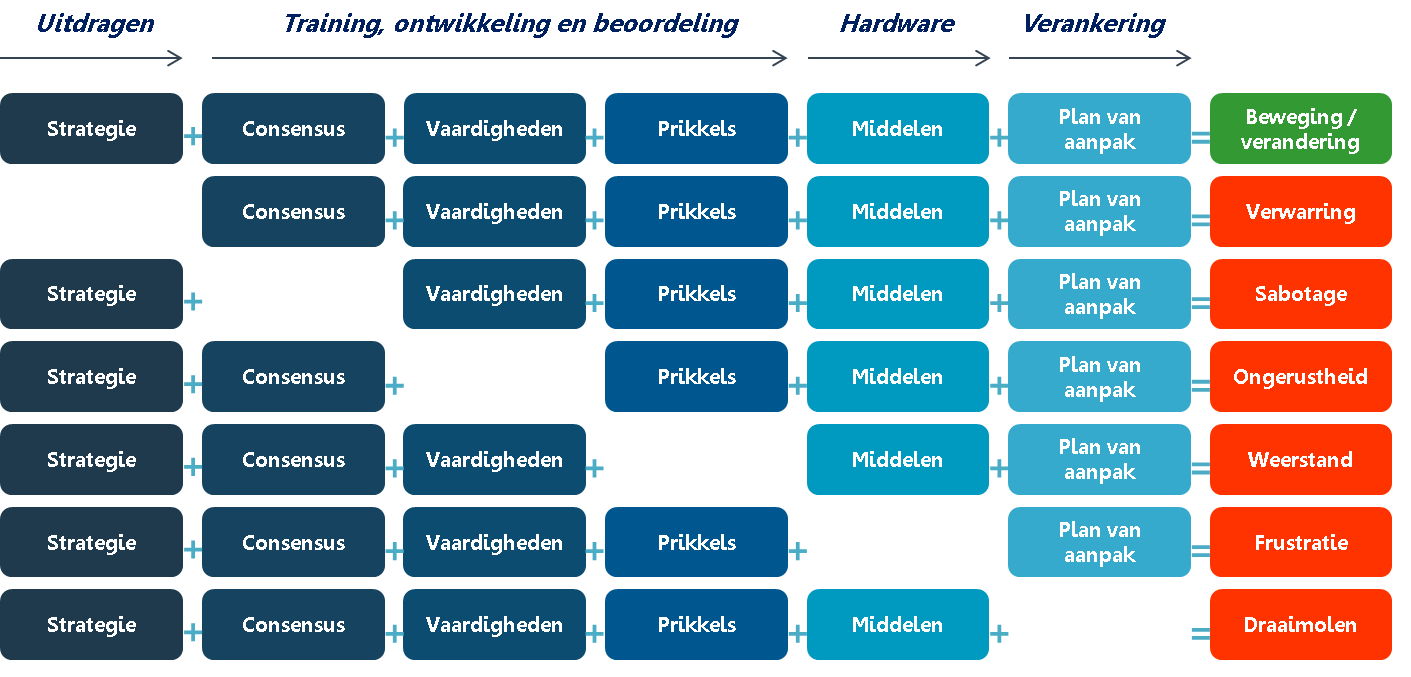 Uitdragen Training, ontwikkeling en beoordeling Hardware Verankering
Strategie + Consensus + Vaardigheden + Prikkels + Middelen + Plan van aanpak = Beweging / verandering
Consensus + Vaardigheden + Prikkels + Middelen + Plan van aanpak = Verwarring
Strategie + Vaardigheden + Prikkels + Middelen + Plan van aanpak = Sabotage
Strategie + Consensus + Prikkels + Middelen + Plan van aanpak = Ongerustheid
Strategie + Consensus + Vaardigheden + Middelen + Plan van aanpak = Weerstand
Strategie + Consensus + Vaardigheden + Prikkels + Plan van aanpak = Frustratie
Strategie + Consensus + Vaardigheden + Prikkels + Middelen + = Draaimolen